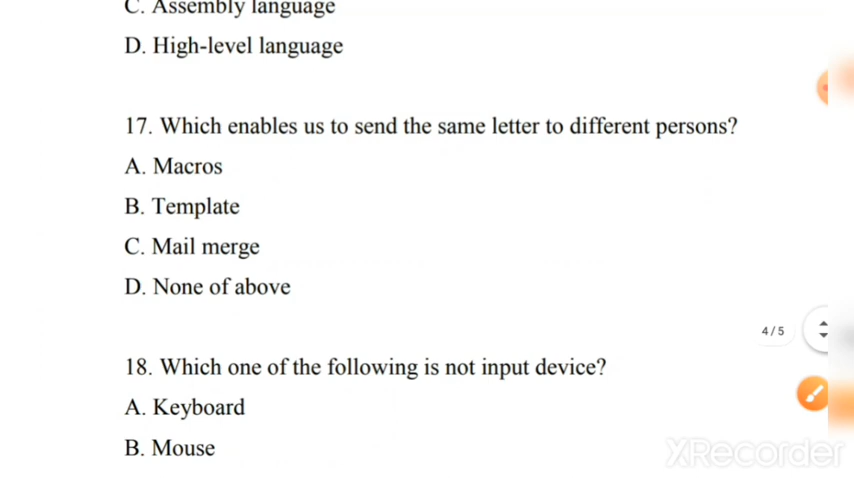 C. Assembly language
D. High-level language
17. Which enables us to send the same letter to different persons?
A. Macros
B. Template
C. Mail merge
D. None of above
4/5
18. Which one of the following is not input device?
A. Keyboard
B. Mouse
XRecorder